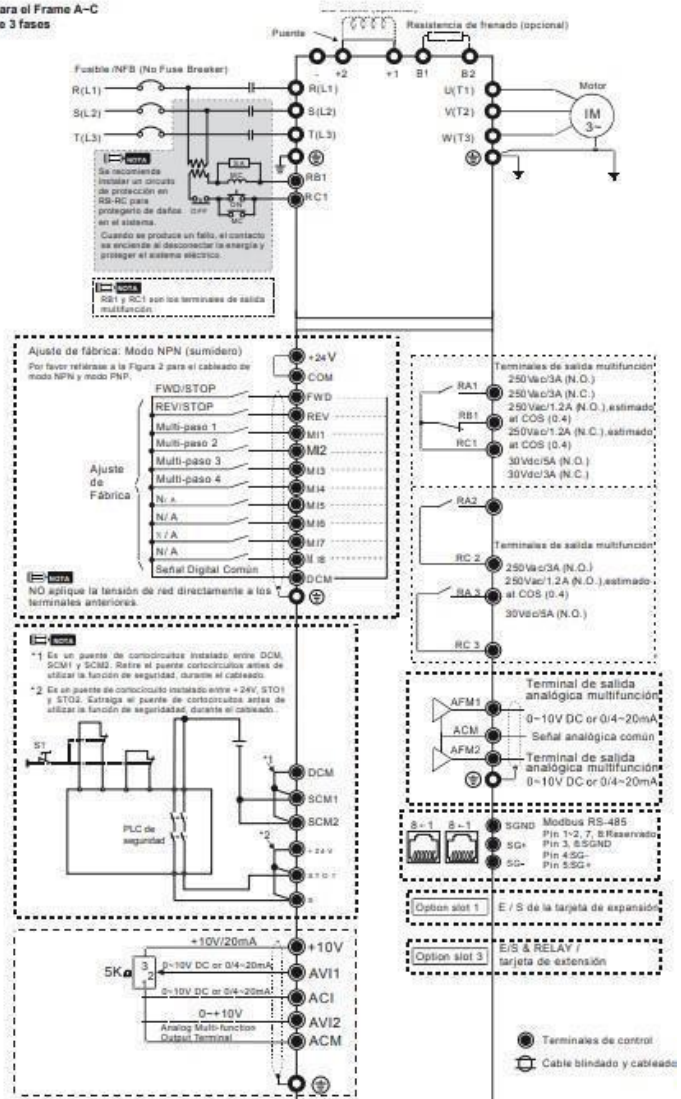 ara el Frame A~C
e 3 fases
Puente
Resistencia de frenado (opcional)
-
+2
+1
B1
B2
Fusible /NFB (No Fuse Breaker)
R(L1)
S(L2)
T(L3)
R(L1)
S(L2)
T(L3)
U(T1)
V(T2)
W(T3)
Motor
IM
3~
NOTA
Se recomienda
instalar un circuito
de protección en
RB-RC para
protegerlo de daños
en el sistema.
Cuando se produce un fallo, el contacto
se enciende al desconectar la energía y
proteger el sistema eléctrico.
SA
MC
OFF
ON
MC
RB1
RC1
NOTA
RB1 y RC1 son los terminales de salida
multifunción.
Ajuste de fábrica: Modo NPN (sumidero)
Por favor refiérase a la Figura 2 para el cableado de
modo NPN y modo PNP.
+24V
COM
FWD/STOP
FWD
REV/STOP
REV
Multi-paso 1
MI1
Multi-paso 2
MI2
Multi-paso 3
MI3
Multi-paso 4
MI4
N/ A
MI5
N/ A
MI6
N/ A
MI7
N/ A
MI8
Señal Digital Común
DCM
Ajuste
de
Fábrica
NOTA
NO aplique la tensión de red directamente a los
terminales anteriores.
Terminales de salida multifunción
RA1
RB1
RC1
250Vac/3A (N.O.)
250Vac/3A (N.C.)
250Vac/1.2A (N.O.),estimado
at COS (0.4)
250Vac/1.2A (N.C.),estimado
at COS (0.4)
30Vdc/5A (N.O.)
30Vdc/3A (N.C.)
RA2
RC 2
RA 3
RC 3
Terminales de salida multifunción
250Vac/3A (N.O.)
250Vac/1.2A (N.O.),estimado
at COS (0.4)
30Vdc/5A (N.O.)
NOTA
*1 Es un puente de cortocircuitos instalado entre DCM,
SCM1 y SCM2. Retire el puente cortocircuitos antes de
utilizar la función de seguridad, durante el cableado.
*2 Es un puente de cortocircuito instalado entre + 24V, STO1
y STO2. Extraiga el puente de cortocircuitos antes de
utilizar la función de seguridadad, durante el cableado.
S1
PLC de
seguridad
*1
DCM
SCM1
SCM2
*2
+24V
STO1
Terminal de salida
analógica multifunción
AFM1
0~10V DC or 0/4~20mA
ACM
Señal analógica común
AFM2
Terminal de salida
analógica multifunción
0~10V DC or 0/4~20mA
8←1
8←1
SGND
SG+
SG-
Modbus RS-485
Pin 1~2, 7, 8:Reservado
Pin 3, 6:SGND
Pin 4:SG-
Pin 5:SG+
Option slot 1
E / S de la tarjeta de expansión
Option slot 3
E/S & RELAY /
tarjeta de extensión
+10V/20mA
+10V
5K
3
2
1
0~10V DC or 0/4~20mA
AVI1
0~10V DC or 0/4~20mA
ACI
0~+10V
AVI2
Analog Multi-function
Output Terminal
ACM
Terminales de control
Cable blindado y cableado